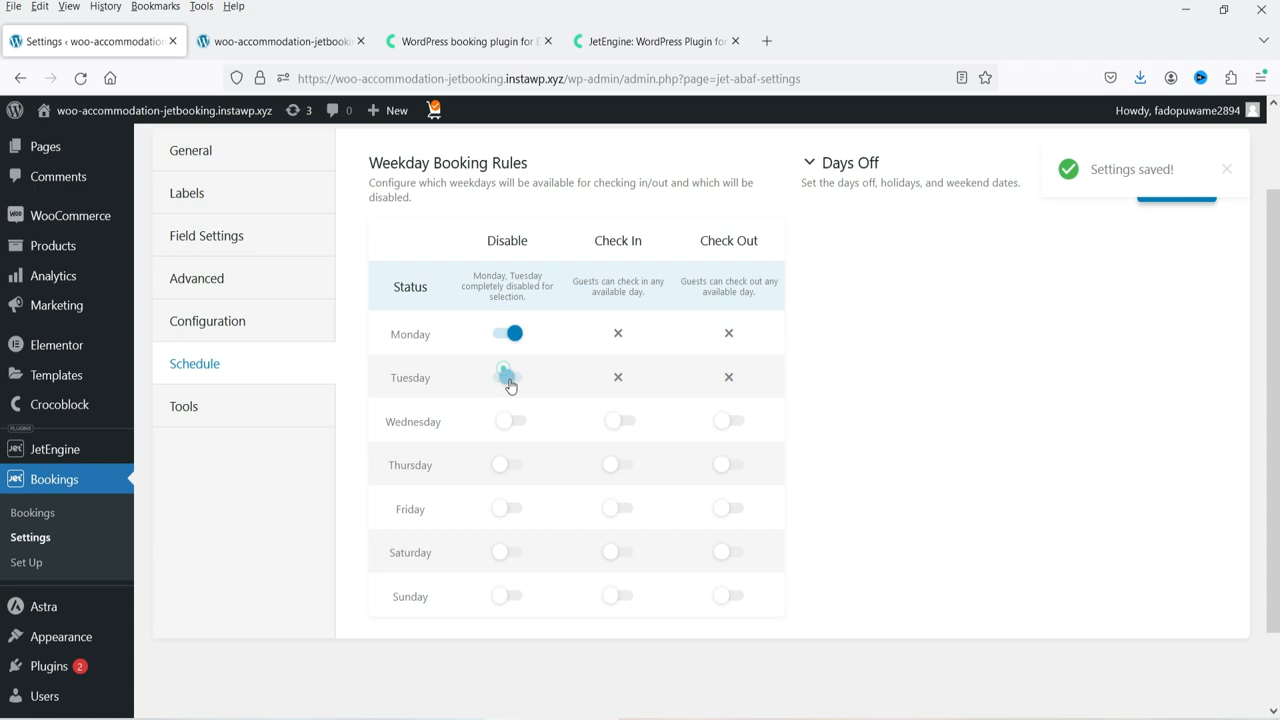 File Edit View History Bookmarks Tools Help
Settings ‹ woo-accommodation
woo-accommodation-jetbooki
WordPress booking plugin for E
JetEngine: WordPress Plugin for
https://woo-accommodation-jetbooking.instawp.xyz/wp-admin/admin.php?page=jet-abaf-settings
woo-accommodation-jetbooking.instawp.xyz 3 0 New Howdy, fadopuwame2894
Pages
Comments
WooCommerce
Products
Analytics
Marketing
Elementor
Templates
Crocoblock
PLUGINS
JetEngine
Bookings
Bookings
Settings
Set Up
Astra
Appearance
Plugins 2
Users
General
Labels
Field Settings
Advanced
Configuration
Schedule
Tools
Weekday Booking Rules
Configure which weekdays will be available for checking in/out and which will be
disabled.
Disable Check In Check Out
Status
Monday, Tuesday
completely disabled for
selection.
Guests can check in any
available day.
Guests can check out any
available day.
Monday
Tuesday
Wednesday
Thursday
Friday
Saturday
Sunday
Days Off
Set the days off, holidays, and weekend dates.
Settings saved!